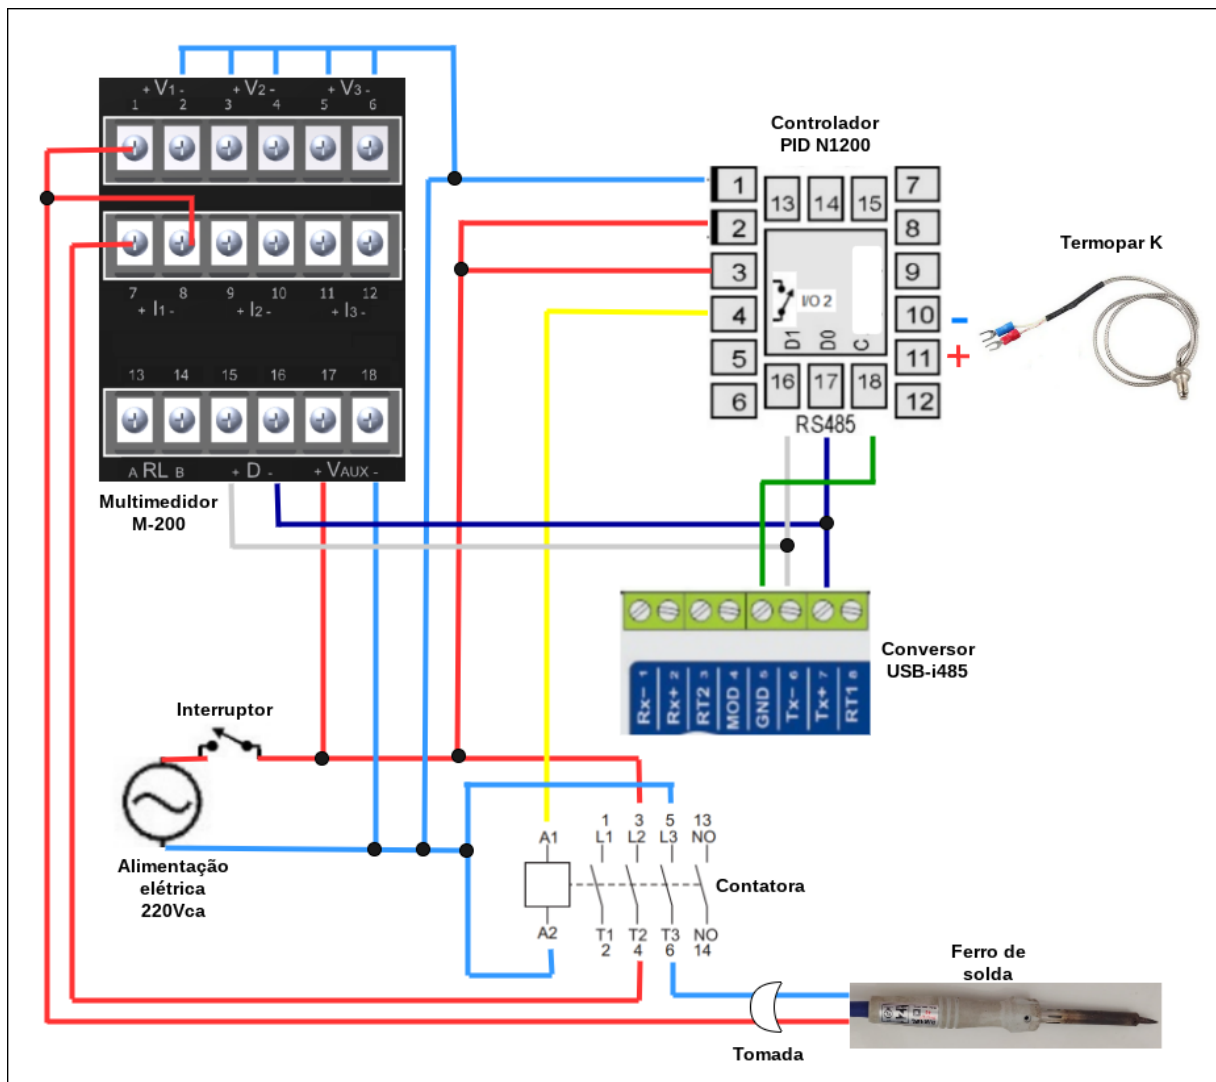 + V1 - + V2 - + V3 -
1 2 3 4 5 6
7 8 9 10 11 12
+ I1 - + I2 - + I3 -
13 14 15 16 17 18
A RL B + D - + VAUX -
Multimedidor
M-200
Controlador
PID N1200
1
2
3
4
5
6
13 14 15
I/O 2
D1 D0 C
16 17 18
RS485
7
8
9
10
11
12
-
+
Termopar K
Rx- 1
Rx+ 2
RT2 3
MOD 4
GND 5
Tx- 6
Tx+ 7
RT1 8
Conversor
USB-i485
Interruptor
Alimentação
elétrica
220Vca
A1
A2
1 3 5 13
L1 L2 L3 NO
T1 T2 T3 NO
2 4 6 14
Contatora
Ferro de
solda
Tomada